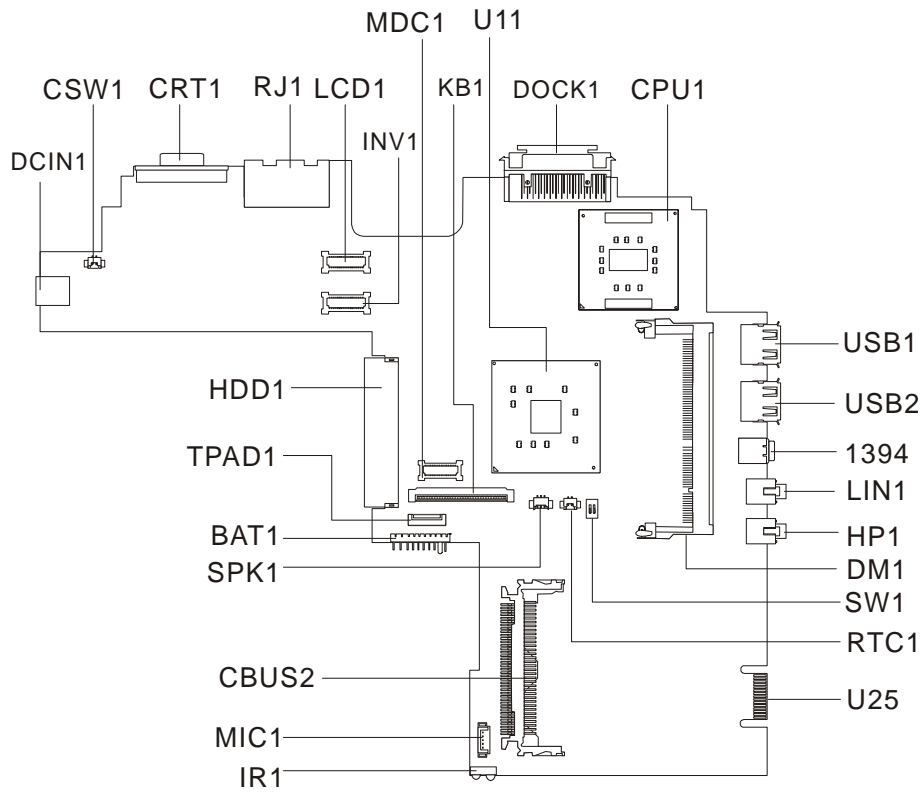 MDC1
U11
CSW1
CRT1
RJ1
LCD1
KB1
DOCK1
CPU1
INV1
DCIN1
USB1
HDD1
USB2
TPAD1
1394
LIN1
BAT1
HP1
SPK1
DM1
SW1
RTC1
CBUS2
U25
MIC1
IR1